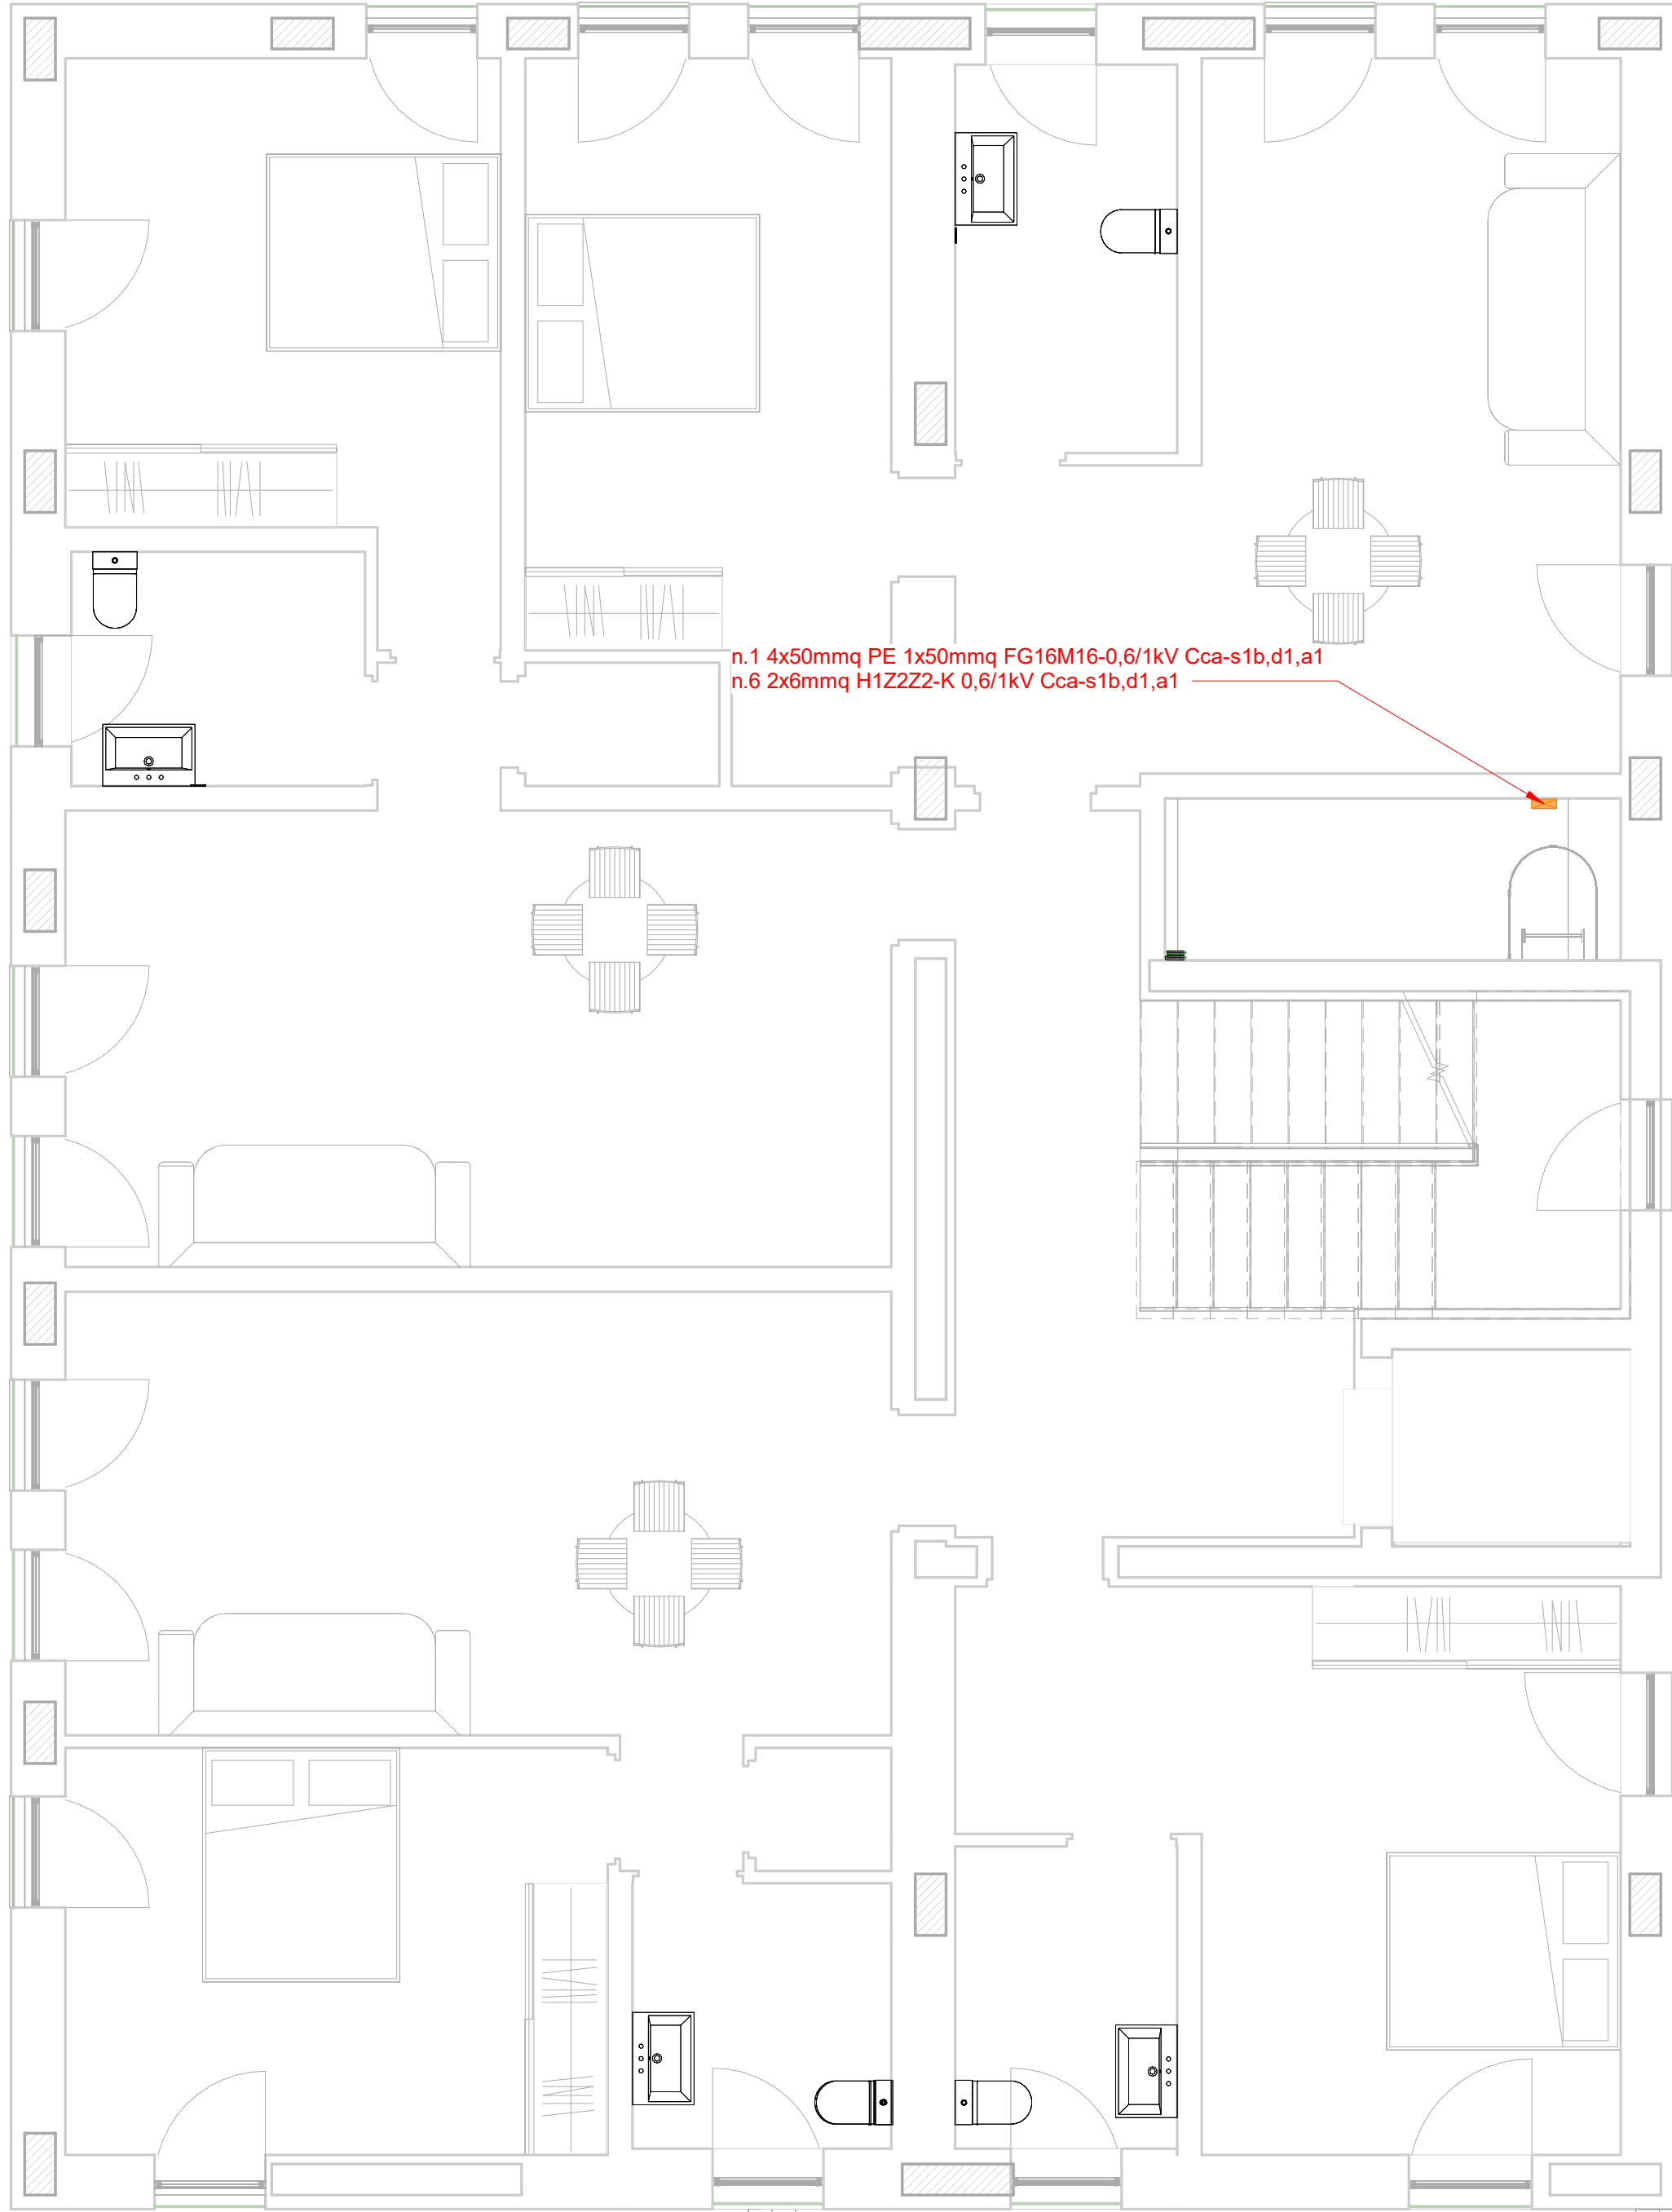 n.1 4x50mmq PE 1x50mmq FG16M16-0,6/1kV Cca-s1b,d1,a1
n.6 2x6mmq H1Z2Z2-K 0,6/1kV Cca-s1b,d1,a1